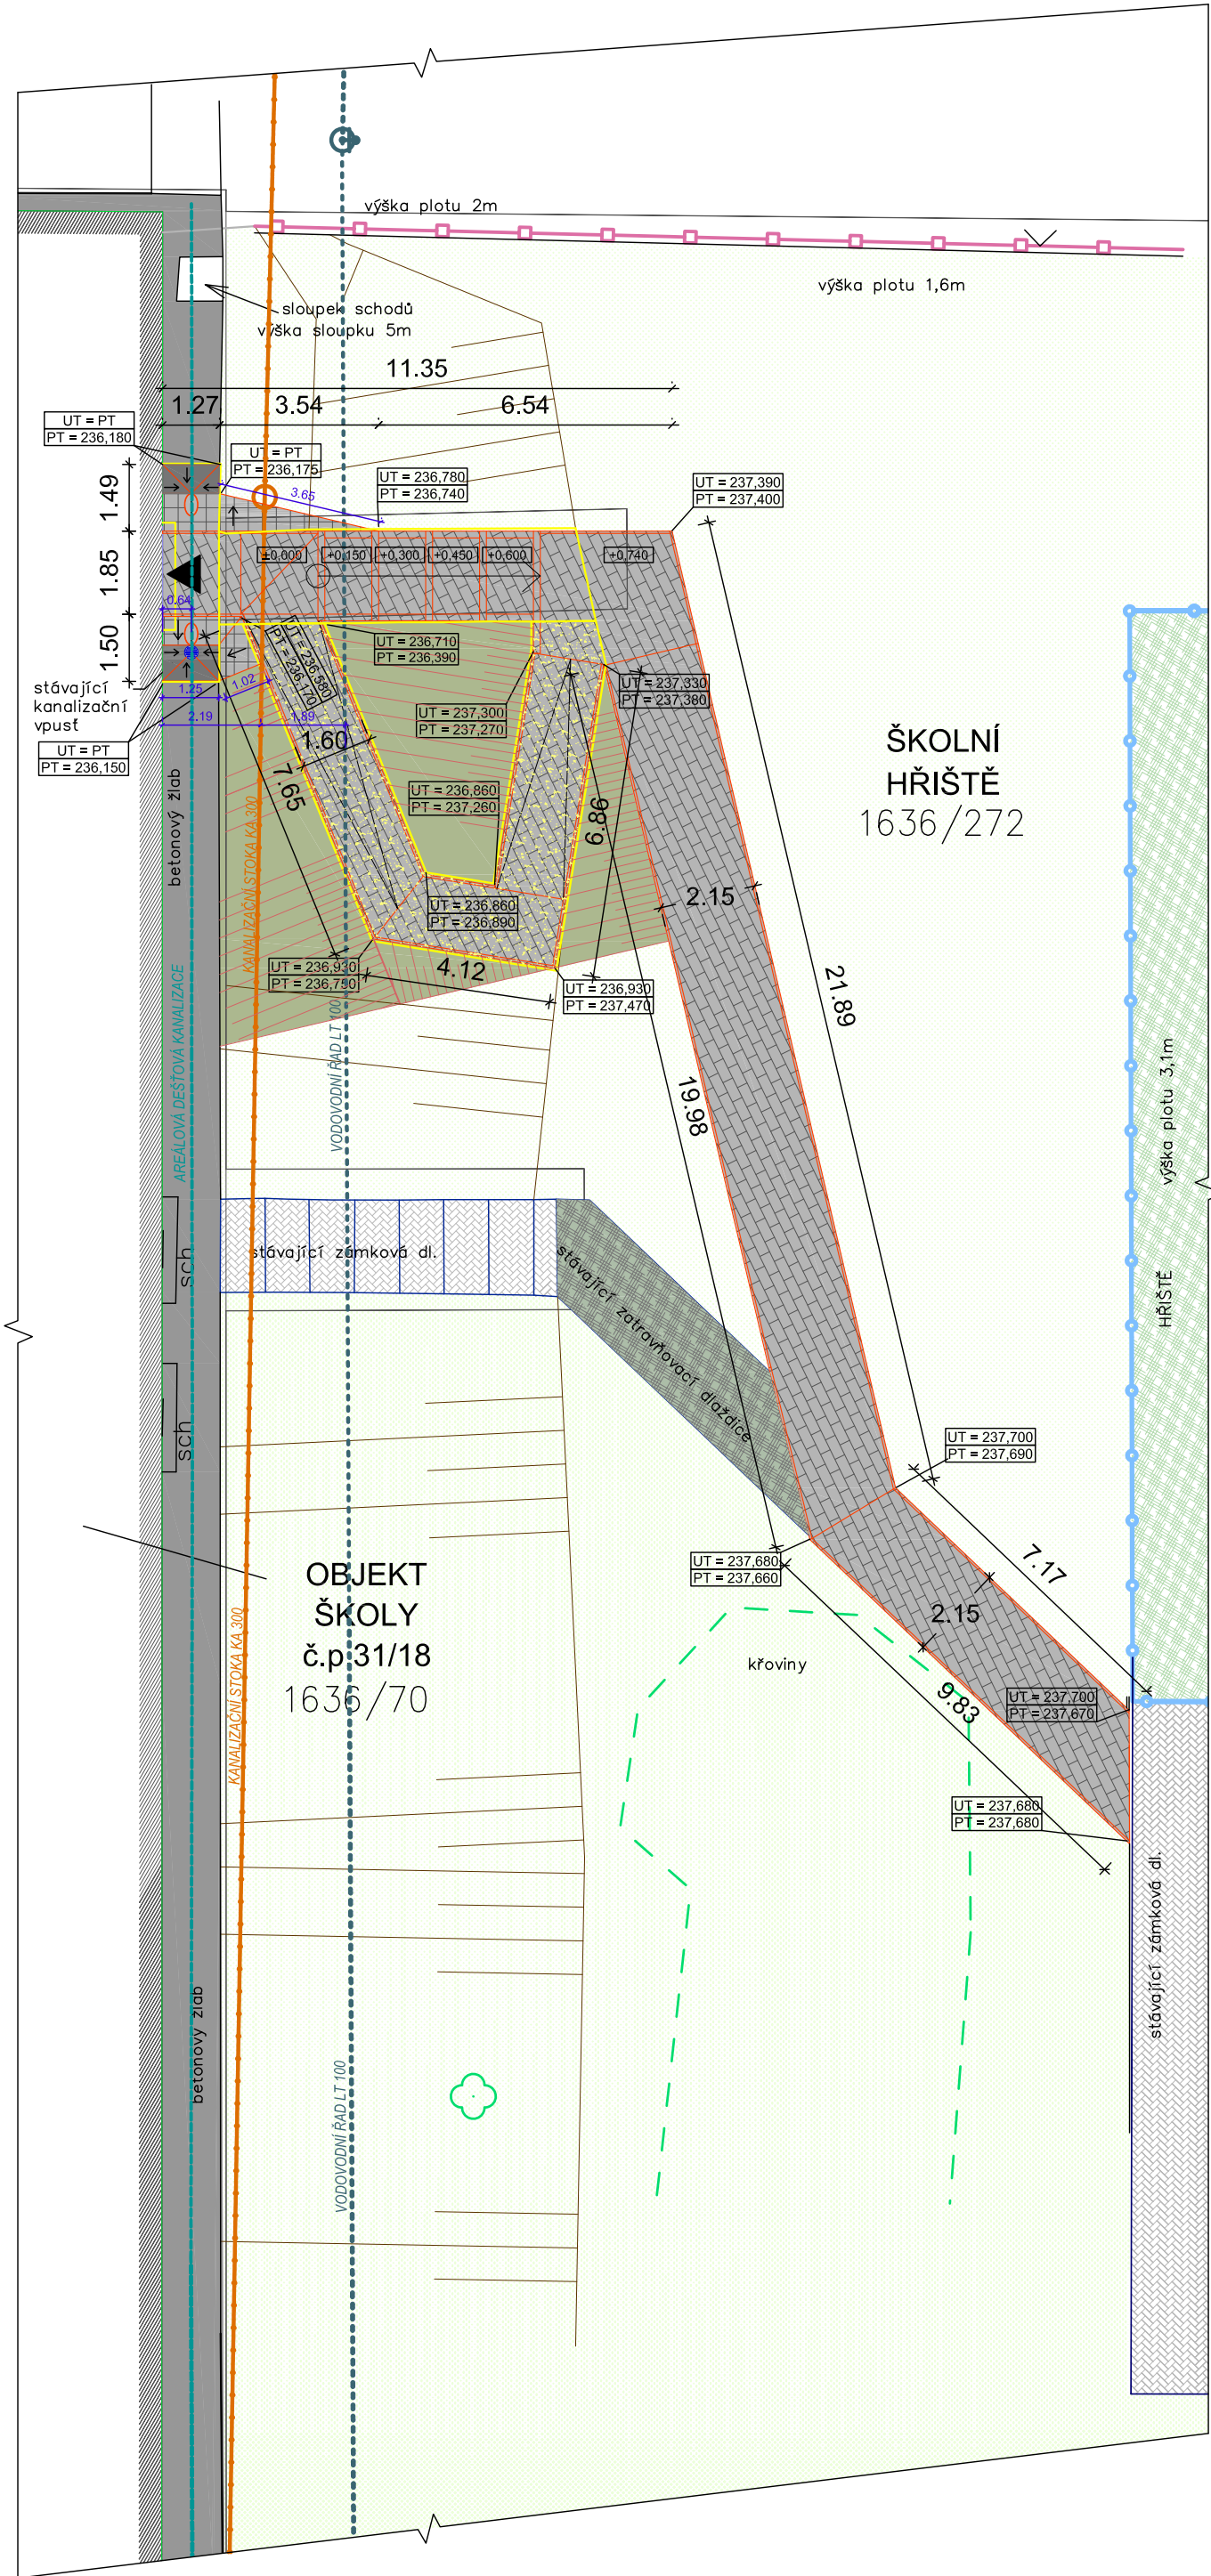 výška plotu 2m
výška plotu 1,6m
sloupek schodů
výška sloupku 5m
11.35
1.27
3.54
6.54
UT = PT
PT = 236,180
UT = PT
PT = 236,175
3.65
UT = 236,780
PT = 236,740
UT = 237,390
PT = 237,400
1.49
1.85
1.50
±0,000
+0,150
+0,300
+0,450
+0,600
+0,740
0.64
UT = 236,580
PT = 236,170
UT = 236,710
PT = 236,390
UT = 237,330
PT = 237,380
stávající
kanalizační
vpusť
1.25
1.02
2.19
1.89
UT = PT
PT = 236,150
UT = 237,300
PT = 237,270
1.60
7.65
UT = 236,860
PT = 237,260
6.86
ŠKOLNÍ
HŘIŠTĚ
1636/272
betonový žlab
KANALIZAČNÍ STOKA KA 300
2.15
UT = 236,860
PT = 236,890
UT = 236,930
PT = 236,750
4.12
UT = 236,930
PT = 237,470
21.89
AREÁLOVÁ DEŠŤOVÁ KANALIZACE
VODOVODNÍ ŘAD LT 100
19.98
výška plotu 3,1m
HŘIŠTĚ
stávající zámková dl.
stávající zatravňovací dlaždice
sch
sch
UT = 237,700
PT = 237,690
UT = 237,680
PT = 237,660
7.17
2.15
OBJEKT
ŠKOLY
č.p 31/18
1636/70
KANALIZAČNÍ STOKA KA 300
křoviny
9.83
UT = 237,700
PT = 237,670
UT = 237,680
PT = 237,680
stávající zámková dl.
betonový žlab
VODOVODNÍ ŘAD LT 100